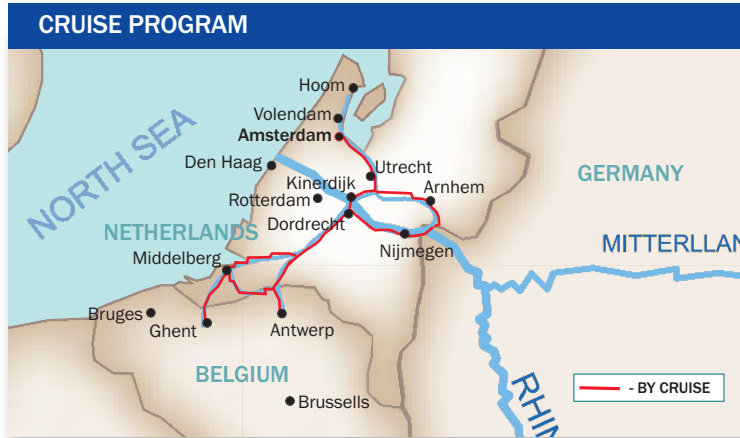 CRUISE PROGRAM
Hoom
Volendam
Amsterdam
NORTH SEA
Den Haag
Utrecht
GERMANY
Kinerdijk
Arnhem
Rotterdam
Dordrecht
NETHERLANDS
Nijmegen
MITTERLLAN
Middelberg
Bruges
Ghent
Antwerp
BELGIUM
RHIN
- BY CRUISE
Brussells